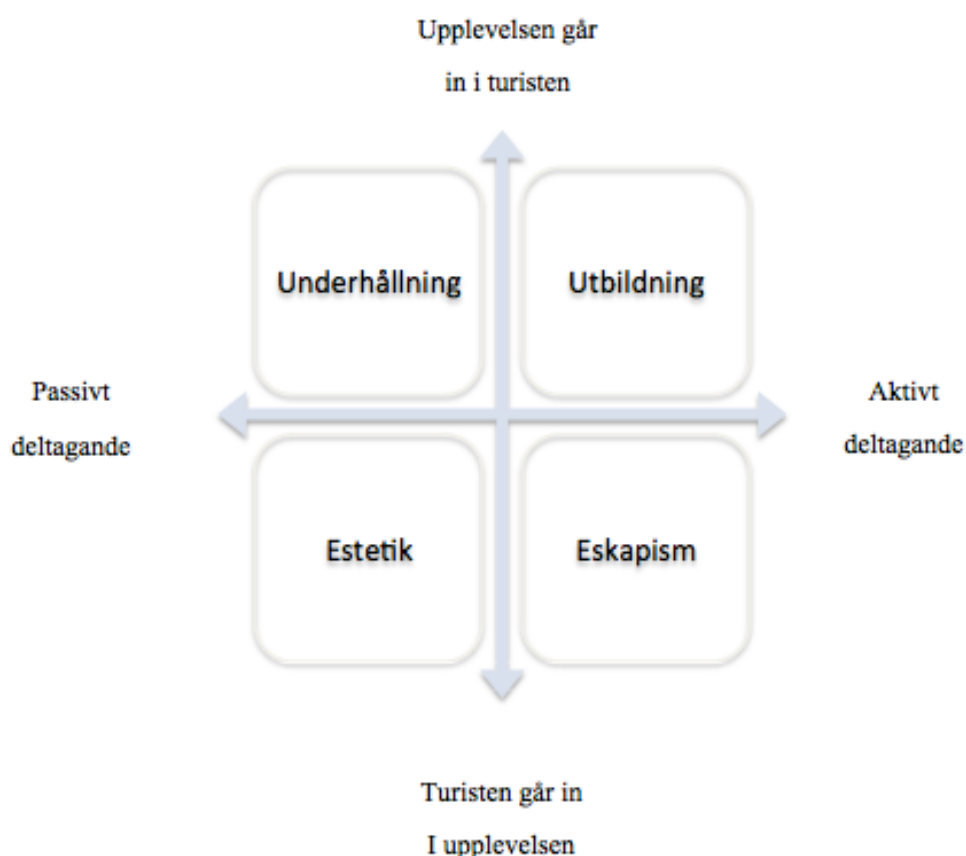 Upplevelsen går
in i turisten
Underhållning
Utbildning
Passivt
deltagande
Aktivt
deltagande
Estetik
Eskapism
Turisten går in
I upplevelsen